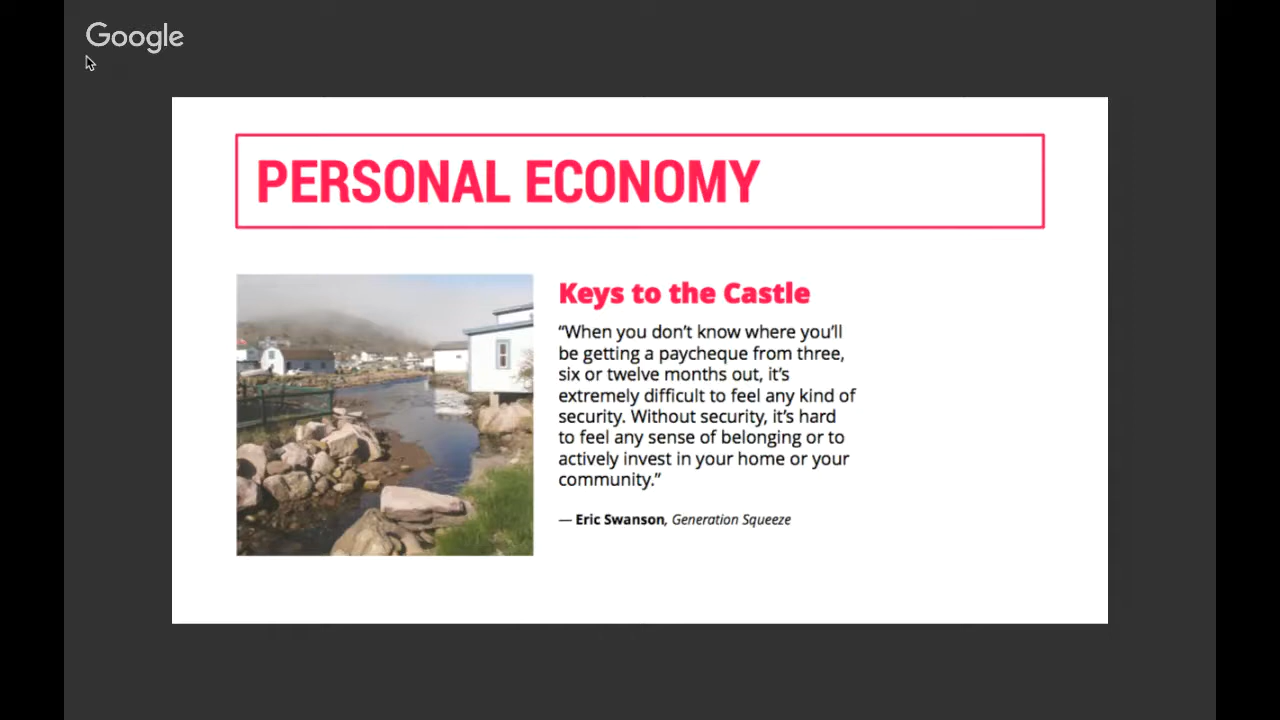 Google
PERSONAL ECONOMY
Keys to the Castle
“When you don’t know where you’ll
be getting a paycheque from three,
six or twelve months out, it’s
extremely difficult to feel any kind of
security. Without security, it’s hard
to feel any sense of belonging or to
actively invest in your home or your
community.”
— Eric Swanson, Generation Squeeze